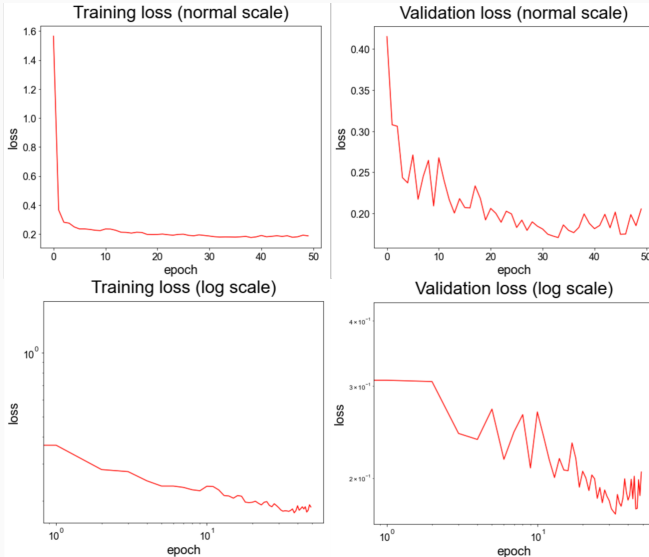 Training loss (normal scale)
1.6
1.4
1.2
1.0
0.8
0.6
0.4
0.2
loss
0 10 20 30 40 50
epoch
Validation loss (normal scale)
0.40
0.35
0.30
0.25
0.20
loss
0 10 20 30 40 50
epoch
Training loss (log scale)
10⁰
loss
10⁰ 10¹
epoch
Validation loss (log scale)
4 × 10⁻¹
3 × 10⁻¹
2 × 10⁻¹
loss
10⁰ 10¹
epoch